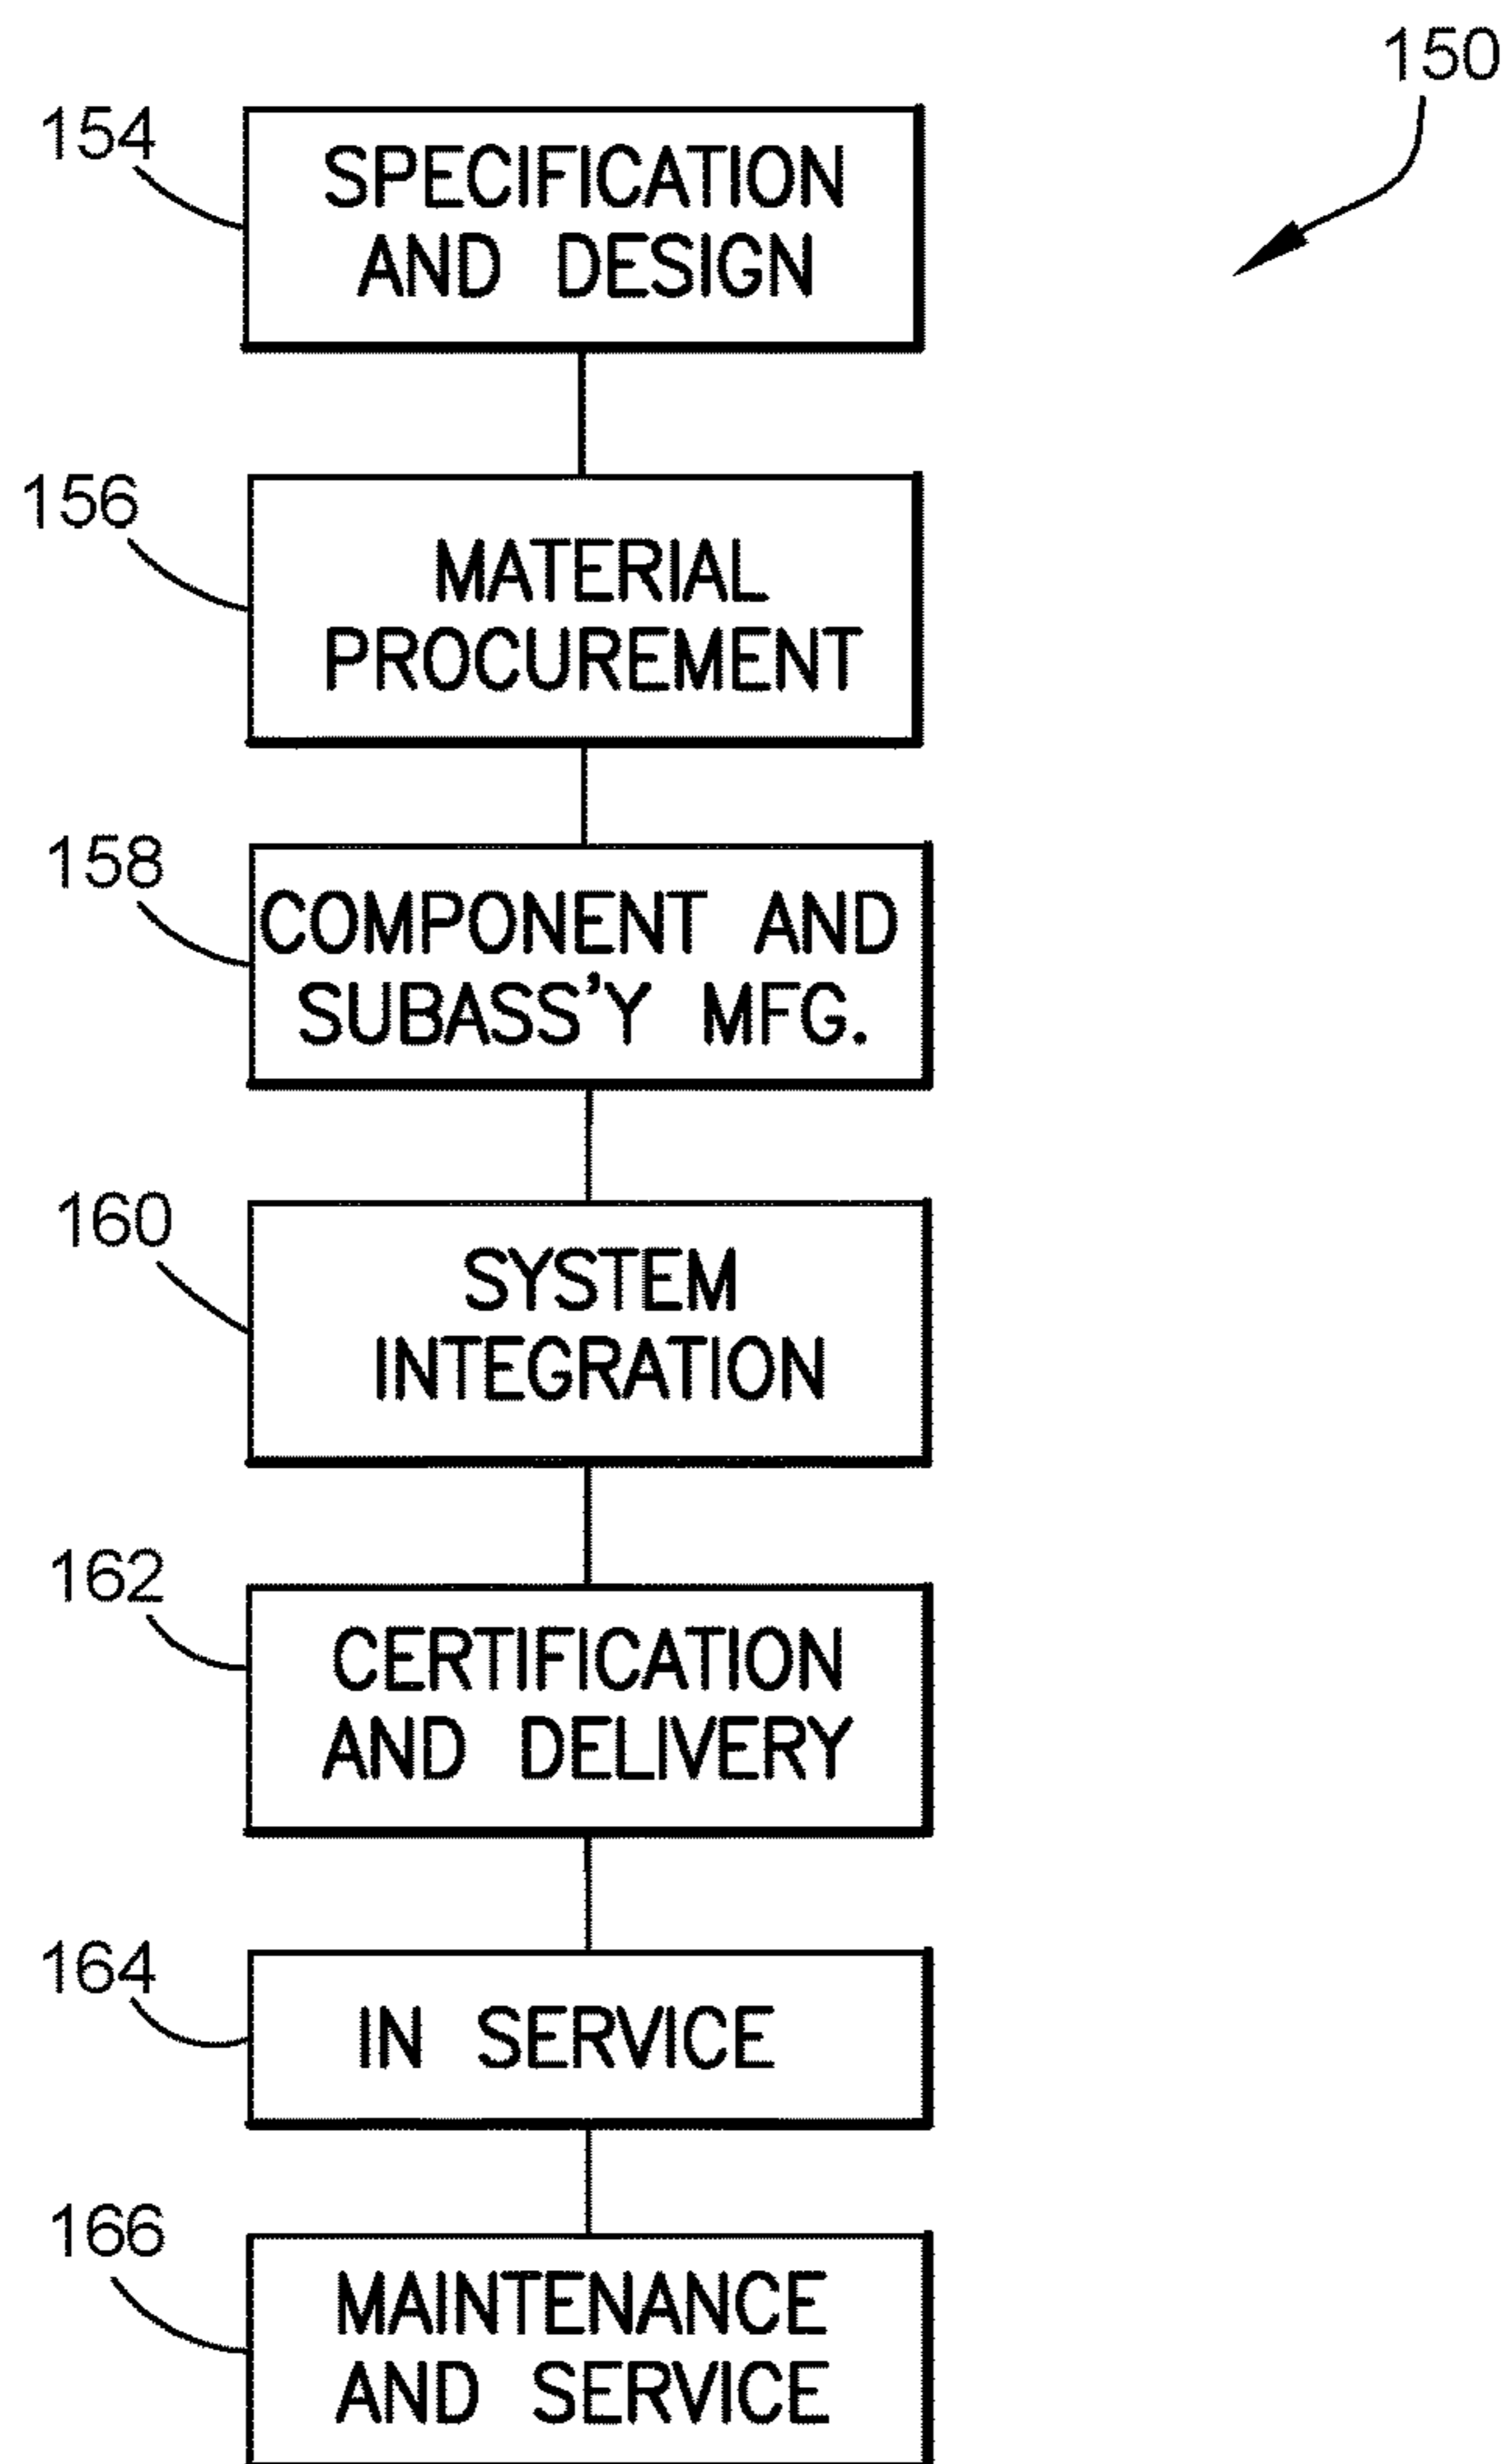 150
154
SPECIFICATION
AND DESIGN
156
MATERIAL
PROCUREMENT
158
COMPONENT AND
SUBASS'Y MFG.
160
SYSTEM
INTEGRATION
162
CERTIFICATION
AND DELIVERY
164
IN SERVICE
166
MAINTENANCE
AND SERVICE